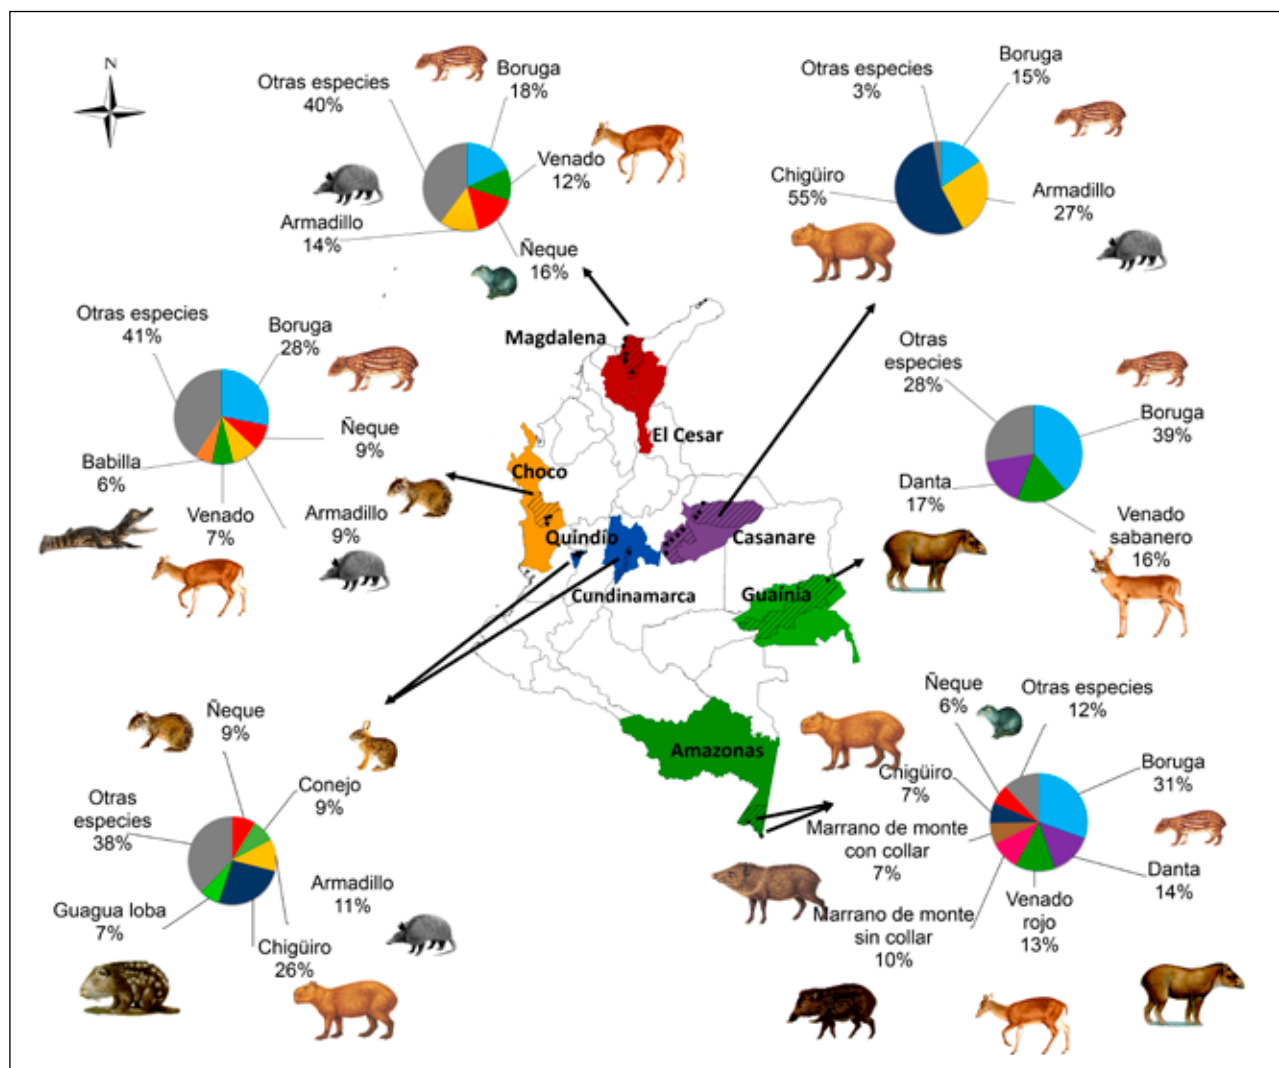 N
Otras especies
40%
Boruga
18%
Venado
12%
Armadillo
14%
Ñeque
16%
Otras especies
3%
Boruga
15%
Chigüiro
55%
Armadillo
27%
Otras especies
41%
Boruga
28%
Ñeque
9%
Babilla
6%
Venado
7%
Armadillo
9%
Magdalena
El Cesar
Choco
Quindío
Cundinamarca
Casanare
Guainia
Amazonas
Otras
especies
28%
Boruga
39%
Danta
17%
Venado
sabanero
16%
Ñeque
9%
Conejo
9%
Otras
especies
38%
Armadillo
11%
Guagua loba
7%
Chigüiro
26%
Ñeque
6%
Otras especies
12%
Boruga
31%
Chigüiro
7%
Marrano de monte
con collar
7%
Danta
14%
Marrano de monte
sin collar
10%
Venado
rojo
13%